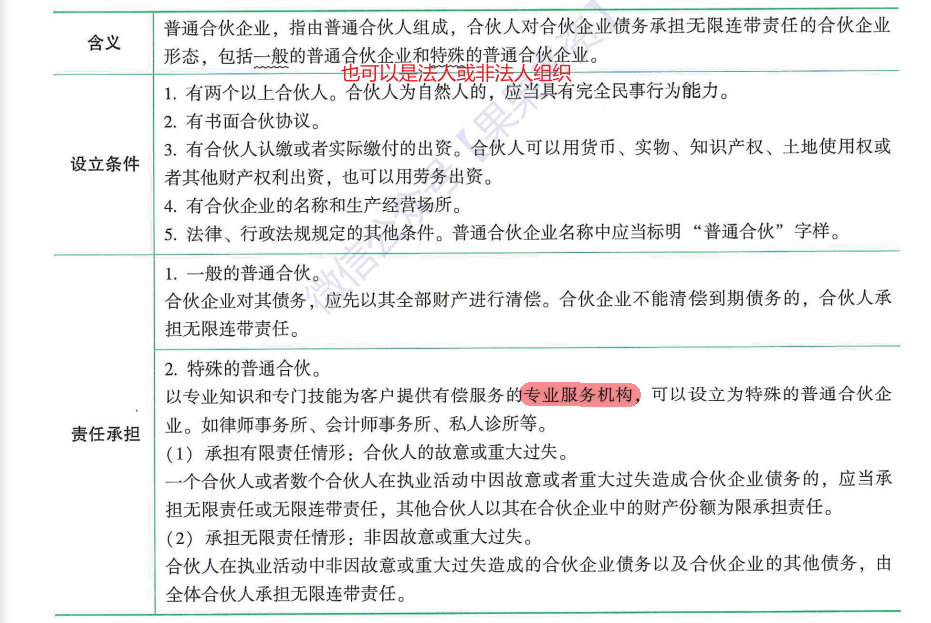 含义
普通合伙企业，指由普通合伙人组成，合伙人对合伙企业债务承担无限连带责任的合伙企业
形态，包括一般的普通合伙企业和特殊的普通合伙企业。
也可以是法人或非法人组织
设立条件
1. 有两个以上合伙人。合伙人为自然人的，应当具有完全民事行为能力。
2. 有书面合伙协议。
3. 有合伙人认缴或者实际缴付的出资。合伙人可以用货币、实物、知识产权、土地使用权或
者其他财产权利出资，也可以用劳务出资。
4. 有合伙企业的名称和生产经营场所。
5. 法律、行政法规规定的其他条件。普通合伙企业名称中应当标明“普通合伙”字样。
责任承担
1. 一般的普通合伙。
合伙企业对其债务，应先以其全部财产进行清偿。合伙企业不能清偿到期债务的，合伙人承
担无限连带责任。
2. 特殊的普通合伙。
以专业知识和专门技能为客户提供有偿服务的专业服务机构，可以设立为特殊的普通合伙企
业。如律师事务所、会计师事务所、私人诊所等。
（1）承担有限责任情形：合伙人的故意或重大过失。
一个合伙人或者数个合伙人在执业活动中因故意或者重大过失造成合伙企业债务的，应当承
担无限责任或无限连带责任，其他合伙人以其在合伙企业中的财产份额为限承担责任。
（2）承担无限责任情形：非因故意或重大过失。
合伙人在执业活动中非因故意或重大过失造成的合伙企业债务以及合伙企业的其他债务，由
全体合伙人承担无限连带责任。
微信公众号【果果